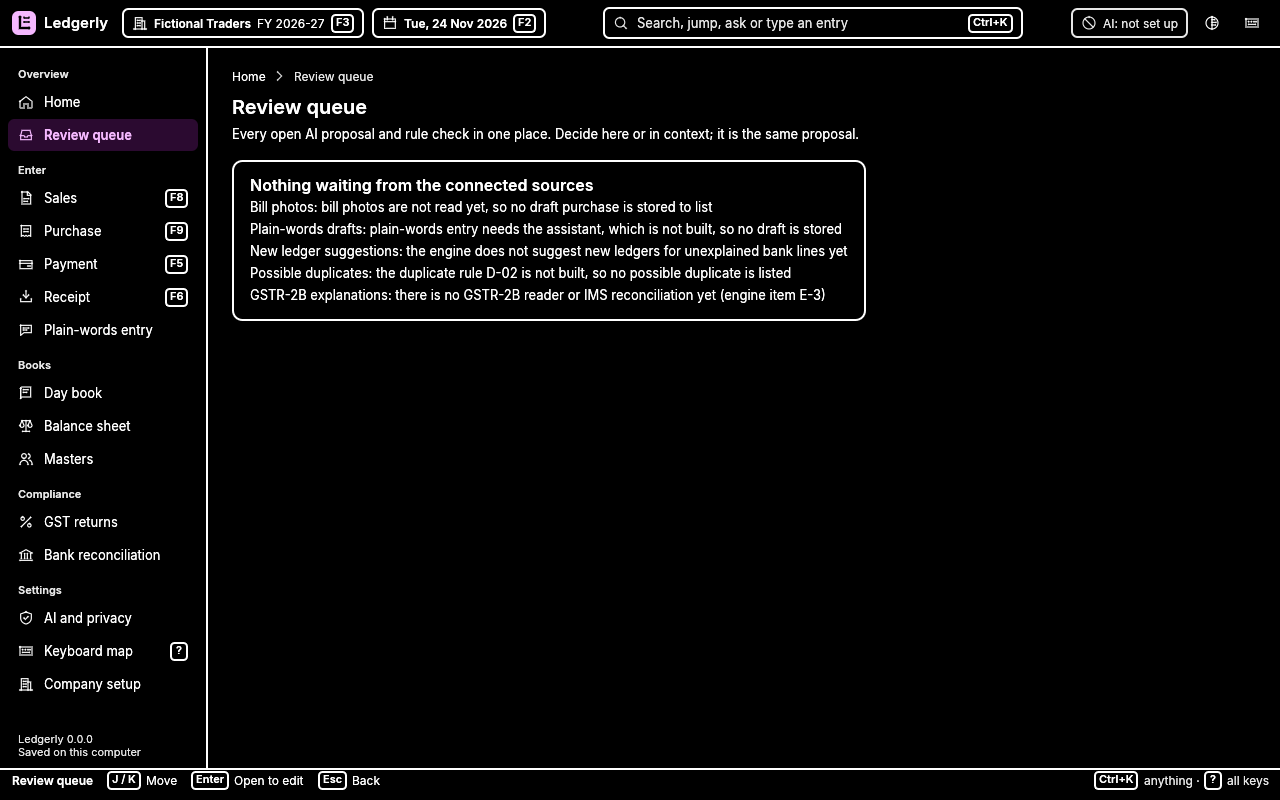 Ledgerly
Fictional Traders FY 2026-27 F3
Tue, 24 Nov 2026 F2
Search, jump, ask or type an entry Ctrl+K
AI: not set up
Overview
Home
Review queue
Enter
Sales F8
Purchase F9
Payment F5
Receipt F6
Plain-words entry
Books
Day book
Balance sheet
Masters
Compliance
GST returns
Bank reconciliation
Settings
AI and privacy
Keyboard map ?
Company setup
Ledgerly 0.0.0
Saved on this computer
Home Review queue
Review queue
Every open AI proposal and rule check in one place. Decide here or in context; it is the same proposal.
Nothing waiting from the connected sources
Bill photos: bill photos are not read yet, so no draft purchase is stored to list
Plain-words drafts: plain-words entry needs the assistant, which is not built, so no draft is stored
New ledger suggestions: the engine does not suggest new ledgers for unexplained bank lines yet
Possible duplicates: the duplicate rule D-02 is not built, so no possible duplicate is listed
GSTR-2B explanations: there is no GSTR-2B reader or IMS reconciliation yet (engine item E-3)
Review queue J / K Move Enter Open to edit Esc Back
Ctrl+K anything · ? all keys